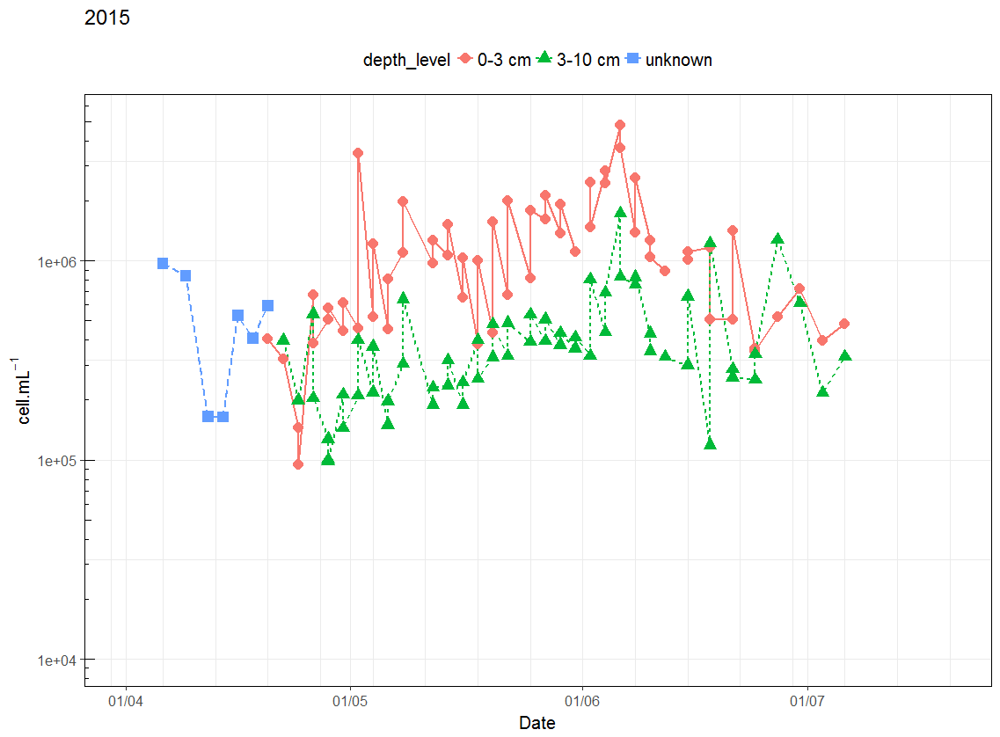 2015
depth_level 0-3 cm 3-10 cm unknown
cell.mL⁻¹
1e+06
1e+05
1e+04
01/04 01/05 01/06 01/07
Date